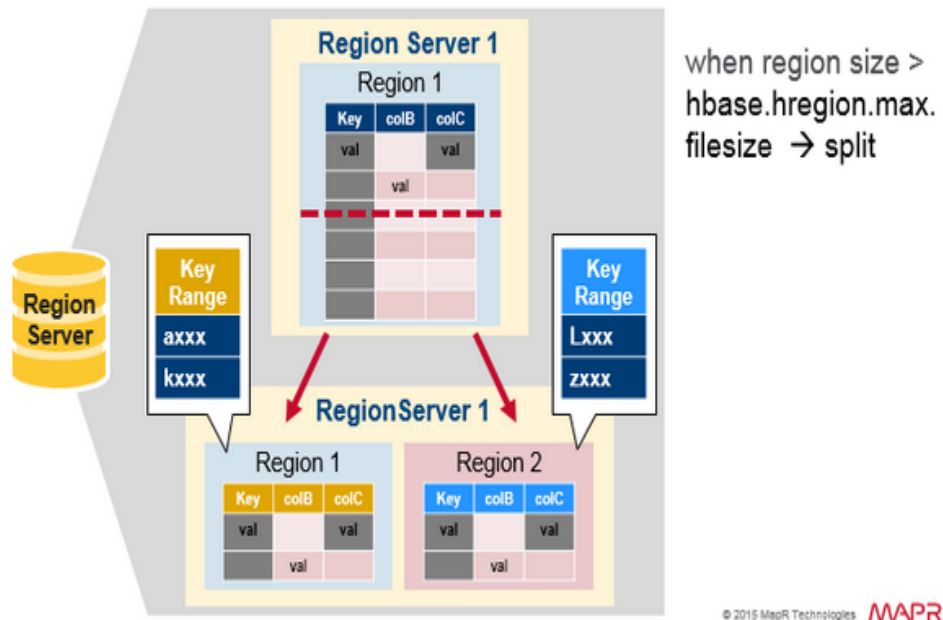 Region Server 1
Region 1
Key colB colC
val val
val
when region size >
hbase.hregion.max.
filesize → split
Region
Server
Key
Range
axxx
kxxx
Key
Range
Lxxx
zxxx
RegionServer 1
Region 1
Key colB colC
val val
val
Region 2
Key colB colC
val val
val
© 2015 MapR Technologies MAPR